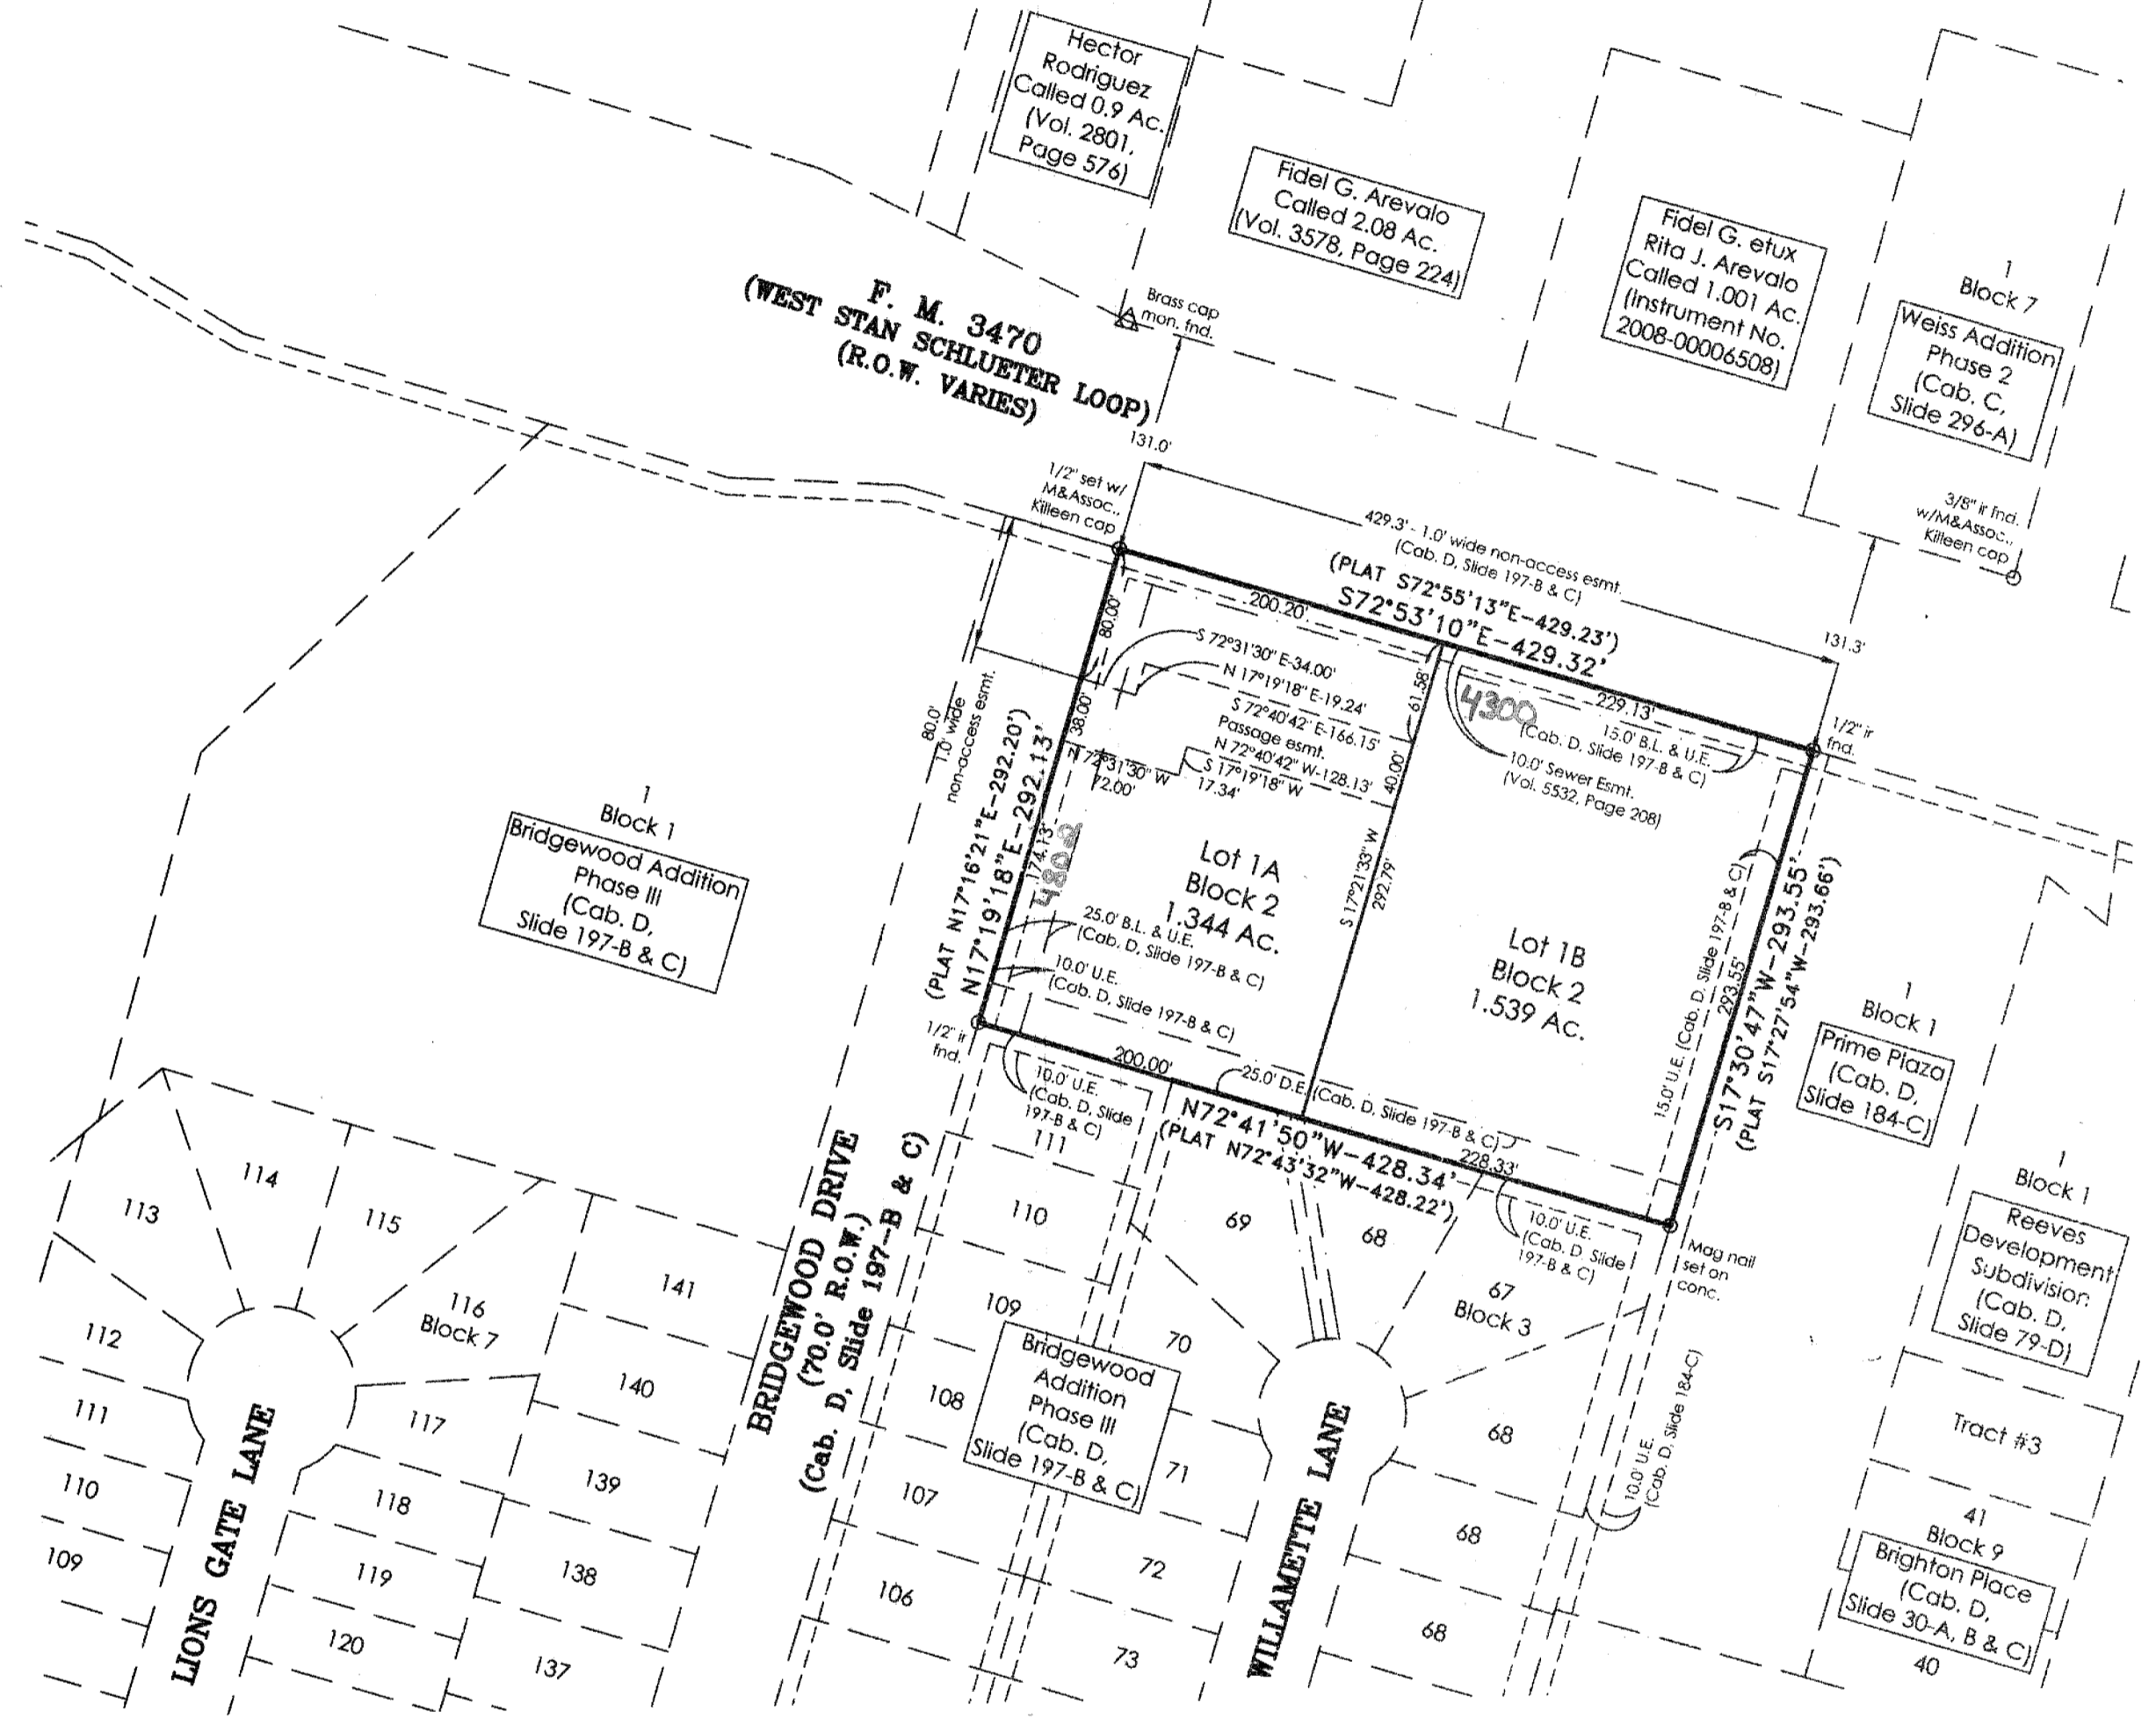 Hector
Rodriguez
Called 0.9 Ac.
(Vol. 2801,
Page 576)
Fidel G. Arevalo
Called 2.08 Ac.
(Vol. 3578, Page 224)
Fidel G. etux
Rita J. Arevalo
Called 1.001 Ac.
(Instrument No.
2008-00006508)
1
Block 7
Weiss Addition
Phase 2
(Cab. C,
Slide 296-A)
Brass cap
mon. fnd.
F. M. 3470
(WEST STAN SCHLUETER LOOP)
(R.O.W. VARIES)
131.0'
1/2" set w/
M&Assoc.,
Killeen cap
3/8" ir fnd.
w/M&Assoc.,
Killeen cap
429.3' - 1.0' wide non-access esmt.
(Cab. D, Slide 197-B & C)
(PLAT S72°55'13"E-429.23')
S72°53'10"E-429.32'
131.3'
80.00'
200.20'
S 72°31'30" E-34.00'
N 17°19'18" E-19.24'
S 72°40'42" E-166.15'
Passage esmt.
N 72°40'42" W-128.13'
S 17°19'18" W
17.34'
N 72°31'30" W
72.00'
38.00'
61.58'
40.00'
4300
229.13'
15.0' B.L. & U.E.
(Cab. D, Slide 197-B & C)
10.0' Sewer Esmt.
(Vol. 5532, Page 208)
1/2" ir
fnd.
80.0'
1.0' wide
non-access esmt.
(PLAT N17°16'21"E-292.20')
N17°19'18"E-292.13'
174.13'
Lot 1A
Block 2
1.344 Ac.
25.0' B.L. & U.E.
(Cab. D, Slide 197-B & C)
10.0' U.E.
(Cab. D, Slide 197-B & C)
S 17°21'33" W
292.79'
Lot 1B
Block 2
1.539 Ac.
15.0' U.E. (Cab. D, Slide 197-B & C)
293.55'
S17°30'47"W-293.55'
(PLAT S17°27'54"W-293.66')
1
Block 1
Bridgewood Addition
Phase III
(Cab. D,
Slide 197-B & C)
1
Block 1
Prime Plaza
(Cab. D,
Slide 184-C)
1/2" ir
fnd.
200.00'
10.0' U.E.
(Cab. D, Slide
197-B & C)
25.0' D.E. (Cab. D, Slide 197-B & C)
N72°41'50"W-428.34'
(PLAT N72°43'32"W-428.22')
228.33'
10.0' U.E.
(Cab. D, Slide
197-B & C)
Mag nail
set on
conc.
1
Block 1
Reeves
Development
Subdivision
(Cab. D,
Slide 79-D)
BRIDGEWOOD DRIVE
(70.0' R.O.W.)
(Cab. D, Slide 197-B & C)
113
114
115
116
Block 7
112
111
110
109
117
118
119
120
141
140
139
138
137
LIONS GATE LANE
111
110
109
108
107
106
Bridgewood
Addition
Phase III
(Cab. D,
Slide 197-B & C)
69
68
67
Block 3
70
71
72
73
68
68
68
WILLAMETTE LANE
10.0' U.E.
(Cab. D, Slide 184-C)
Tract #3
41
Block 9
Brighton Place
(Cab. D,
Slide 30-A, B & C)
40